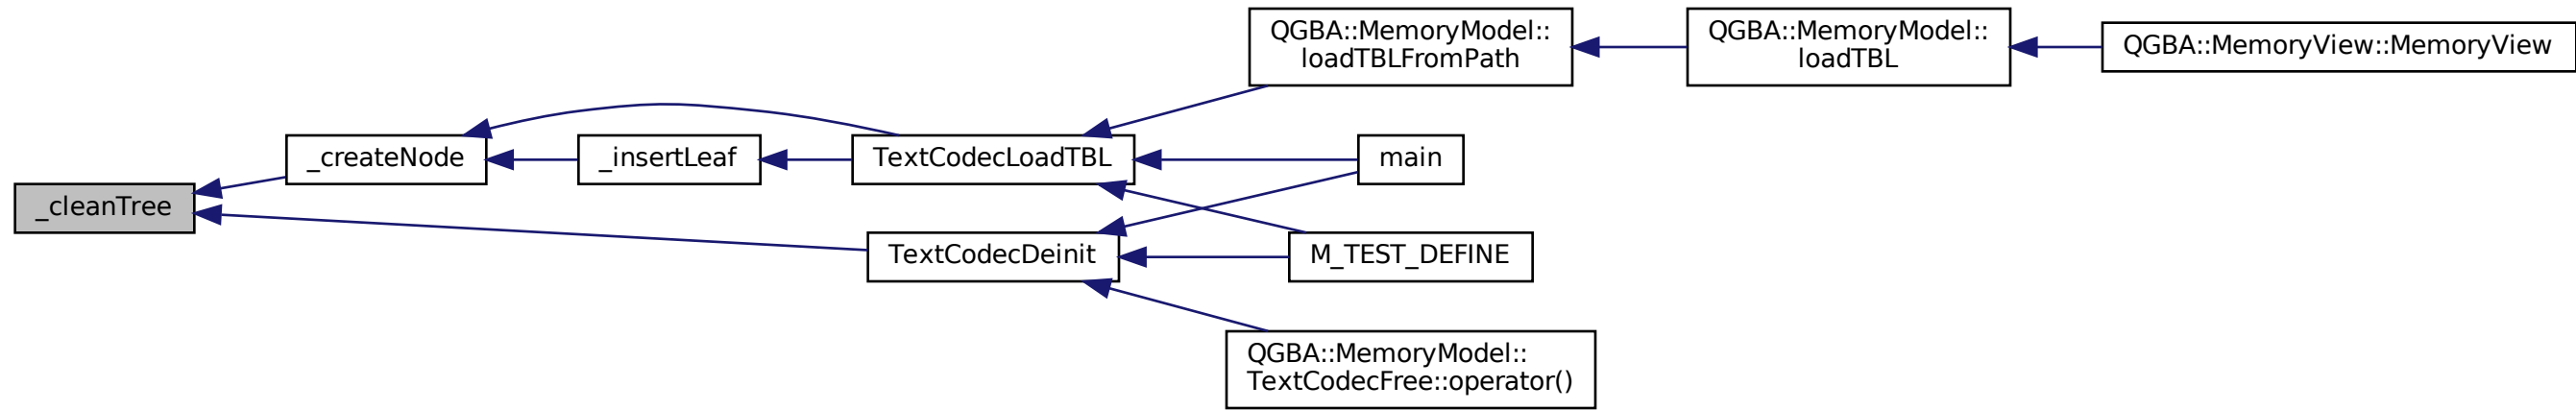 QGBA::MemoryModel::
loadTBLFromPath
QGBA::MemoryModel::
loadTBL
QGBA::MemoryView::MemoryView
_createNode
_insertLeaf
TextCodecLoadTBL
main
_cleanTree
TextCodecDeinit
M_TEST_DEFINE
QGBA::MemoryModel::
TextCodecFree::operator()